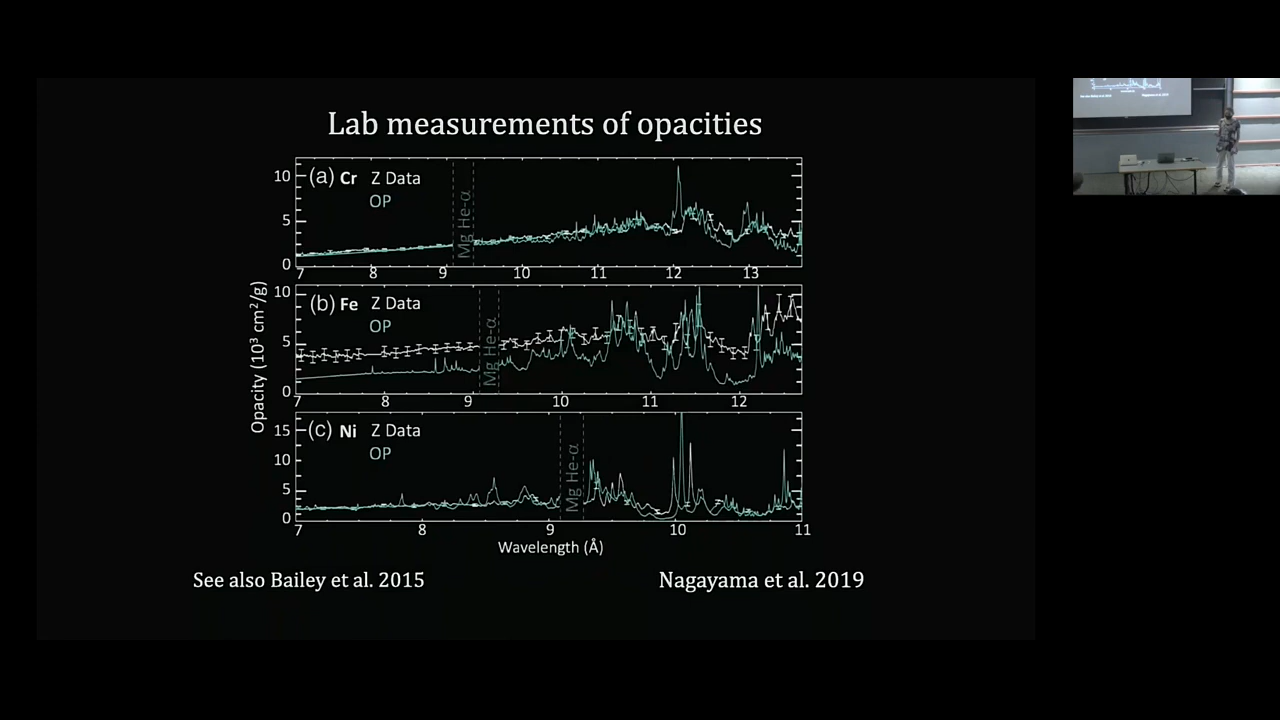 Lab measurements of opacities
(a) Cr Z Data
OP
Mg He-α
10
5
0
7 8 9 10 11 12 13
(b) Fe Z Data
OP
Mg He-α
10
5
0
7 8 9 10 11 12
(c) Ni Z Data
OP
Mg He-α
15
10
5
0
7 8 9 10 11
Opacity (10³ cm²/g)
Wavelength (Å)
See also Bailey et al. 2015
Nagayama et al. 2019